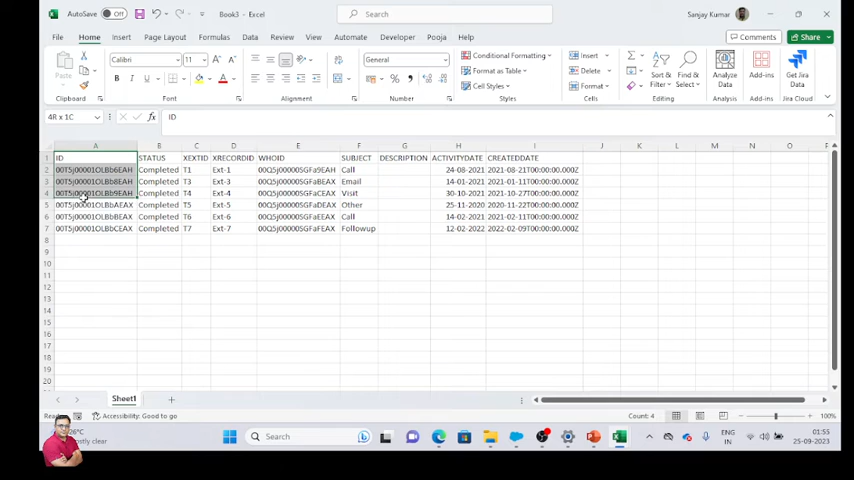 AutoSave Off Book3 - Excel Search Sanjay Kumar
File Home Insert Page Layout Formulas Data Review View Automate Developer Pooja Help Comments Share
Paste Calibri 11 General Conditional Formatting Insert Sort & Filter Find & Select Analyze Data Add-ins Get Jira Data
B I U A % Format as Table Delete
Cell Styles Format
Clipboard Font Alignment Number Styles Cells Editing Add-ins Jira Cloud
4R x 1C fx ID
A B C D E F G H I J K L M N O P
1 ID STATUS XEXTID XRECORDID WHOID SUBJECT DESCRIPTION ACTIVITYDATE CREATEDDATE
2 00T5j00001OLBb6EAH Completed T1 Ext-1 00Q5j00000SGFa9EAH Call 24-08-2021 2021-08-21T00:00:00.000Z
3 00T5j00001OLBb8EAH Completed T3 Ext-3 00Q5j00000SGFaBEAX Email 14-01-2021 2021-01-11T00:00:00.000Z
4 00T5j00001OLBb9EAH Completed T4 Ext-4 00Q5j00000SGFaCEAX Visit 30-10-2021 2021-10-27T00:00:00.000Z
5 00T5j00001OLBbAEAX Completed T5 Ext-5 00Q5j00000SGFaDEAX Other 25-11-2020 2020-11-22T00:00:00.000Z
6 00T5j00001OLBbBEAX Completed T6 Ext-6 00Q5j00000SGFaEEAX Call 14-02-2021 2021-02-11T00:00:00.000Z
7 00T5j00001OLBbCEAX Completed T7 Ext-7 00Q5j00000SGFaFEAX Followup 12-02-2022 2022-02-09T00:00:00.000Z
8
9
10
11
12
13
14
15
16
17
18
19
20
Sheet1
Ready Accessibility: Good to go Count: 4 100%
26°C
Mostly clear
Search
ENG
IN
01:55
25-09-2023